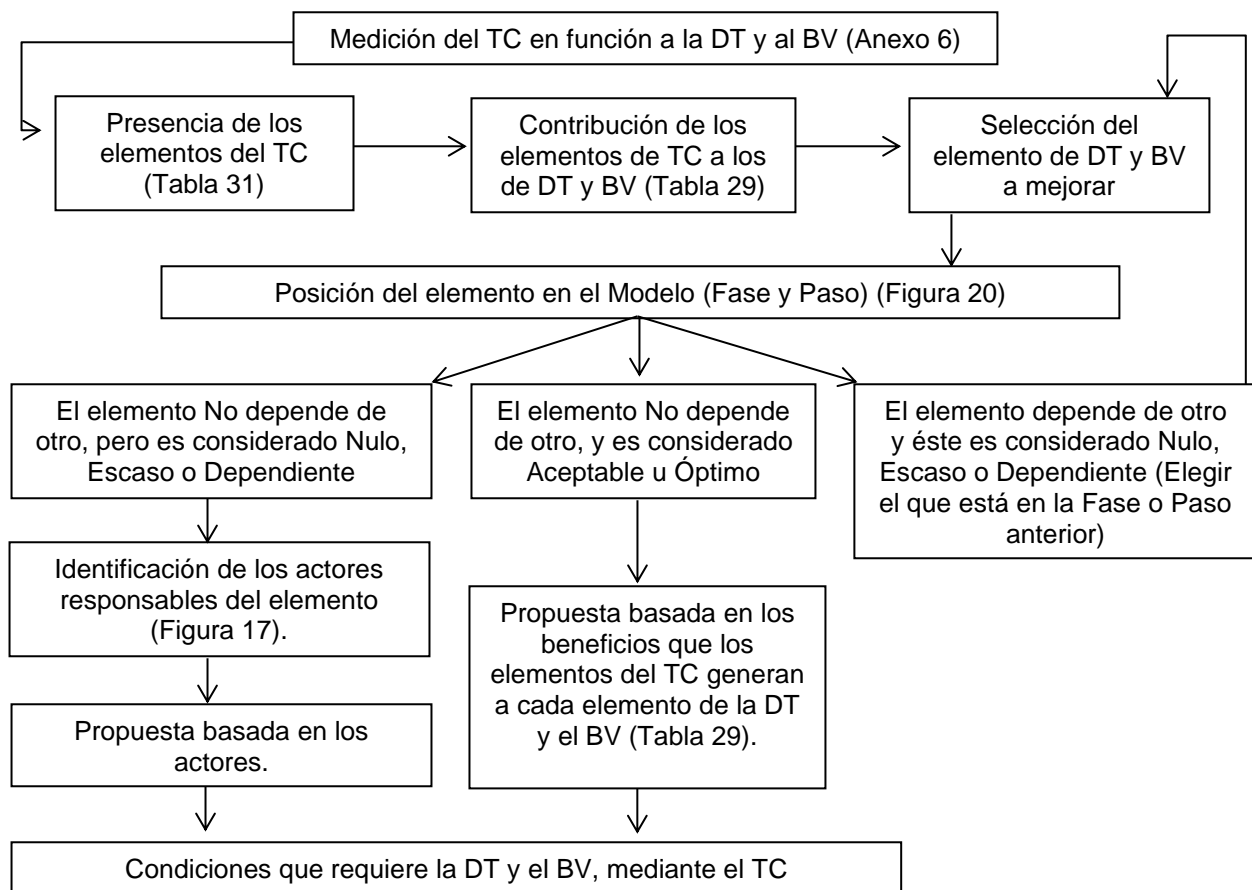 Medición del TC en función a la DT y al BV (Anexo 6)
Presencia de los
elementos del TC
(Tabla 31)
Contribución de los
elementos de TC a los
de DT y BV (Tabla 29)
Selección del
elemento de DT y BV
a mejorar
Posición del elemento en el Modelo (Fase y Paso) (Figura 20)
El elemento No depende de
otro, pero es considerado Nulo,
Escaso o Dependiente
El elemento No depende
de otro, y es considerado
Aceptable u Óptimo
El elemento depende de otro
y éste es considerado Nulo,
Escaso o Dependiente (Elegir
el que está en la Fase o Paso
anterior)
Identificación de los actores
responsables del elemento
(Figura 17).
Propuesta basada en los
beneficios que los
elementos del TC generan
a cada elemento de la DT
y el BV (Tabla 29).
Propuesta basada en los
actores.
Condiciones que requiere la DT y el BV, mediante el TC